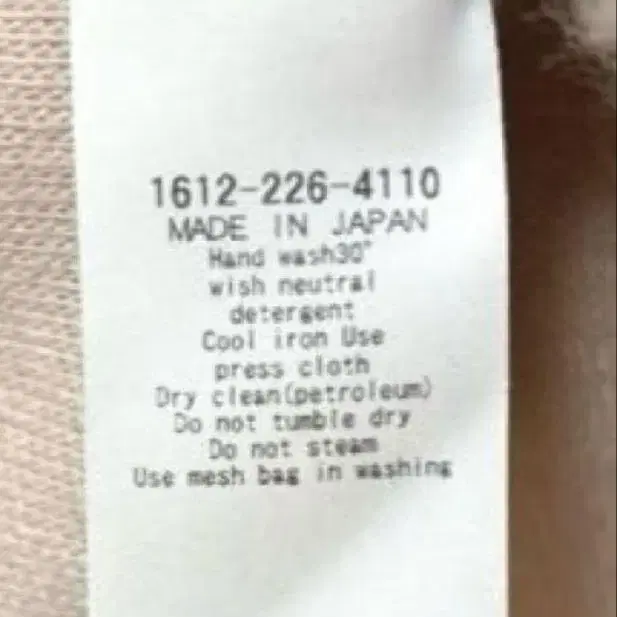 1612-226-4110
MADE IN JAPAN
Hand wash30°
wish neutral
detergent
Cool iron Use
press cloth
Dry clean(petroleum)
Do not tumble dry
Do not steam
Use mesh bag in washing